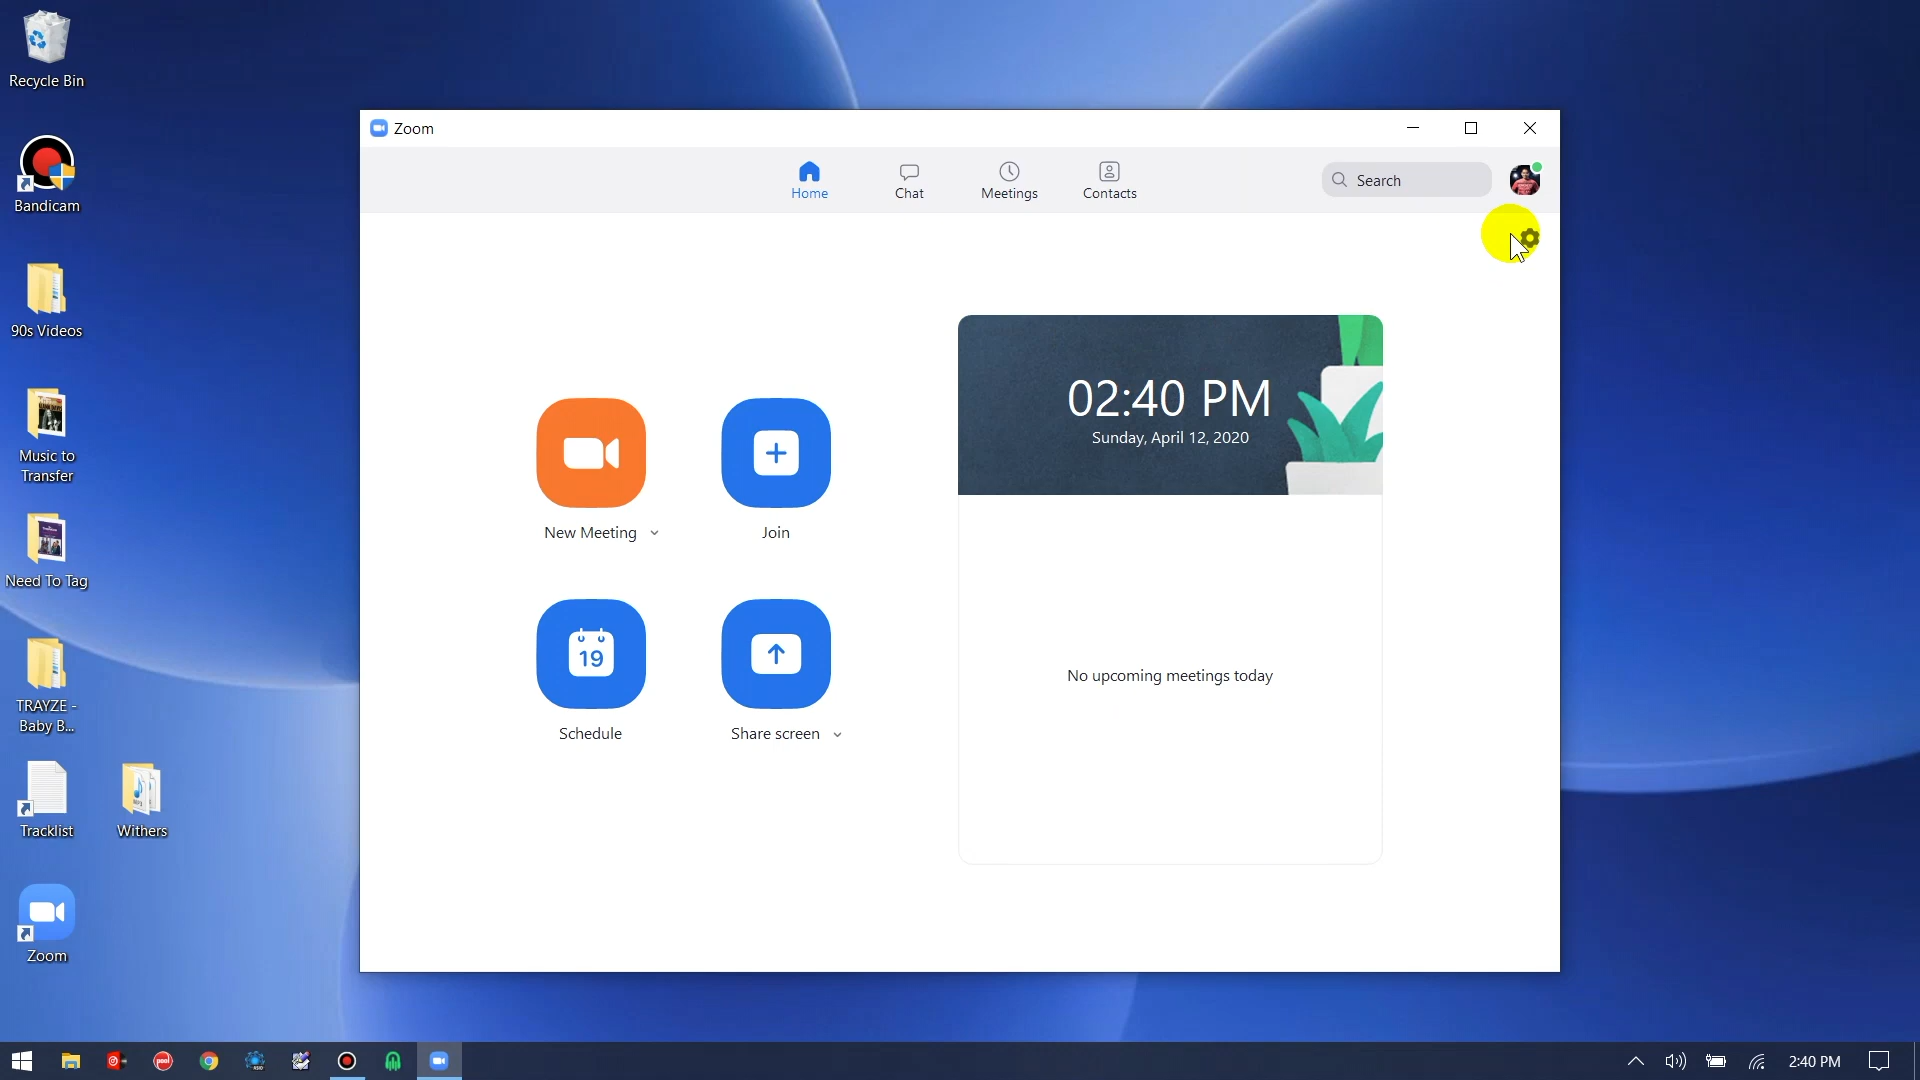 Recycle Bin
Bandicam
90s Videos
Music to
Transfer
Need To Tag
TRAYZE -
Baby B...
Tracklist
Withers
Zoom
Zoom
Home
Chat
Meetings
Contacts
Search
New Meeting
Join
19
Schedule
Share screen
02:40 PM
Sunday, April 12, 2020
No upcoming meetings today
2:40 PM